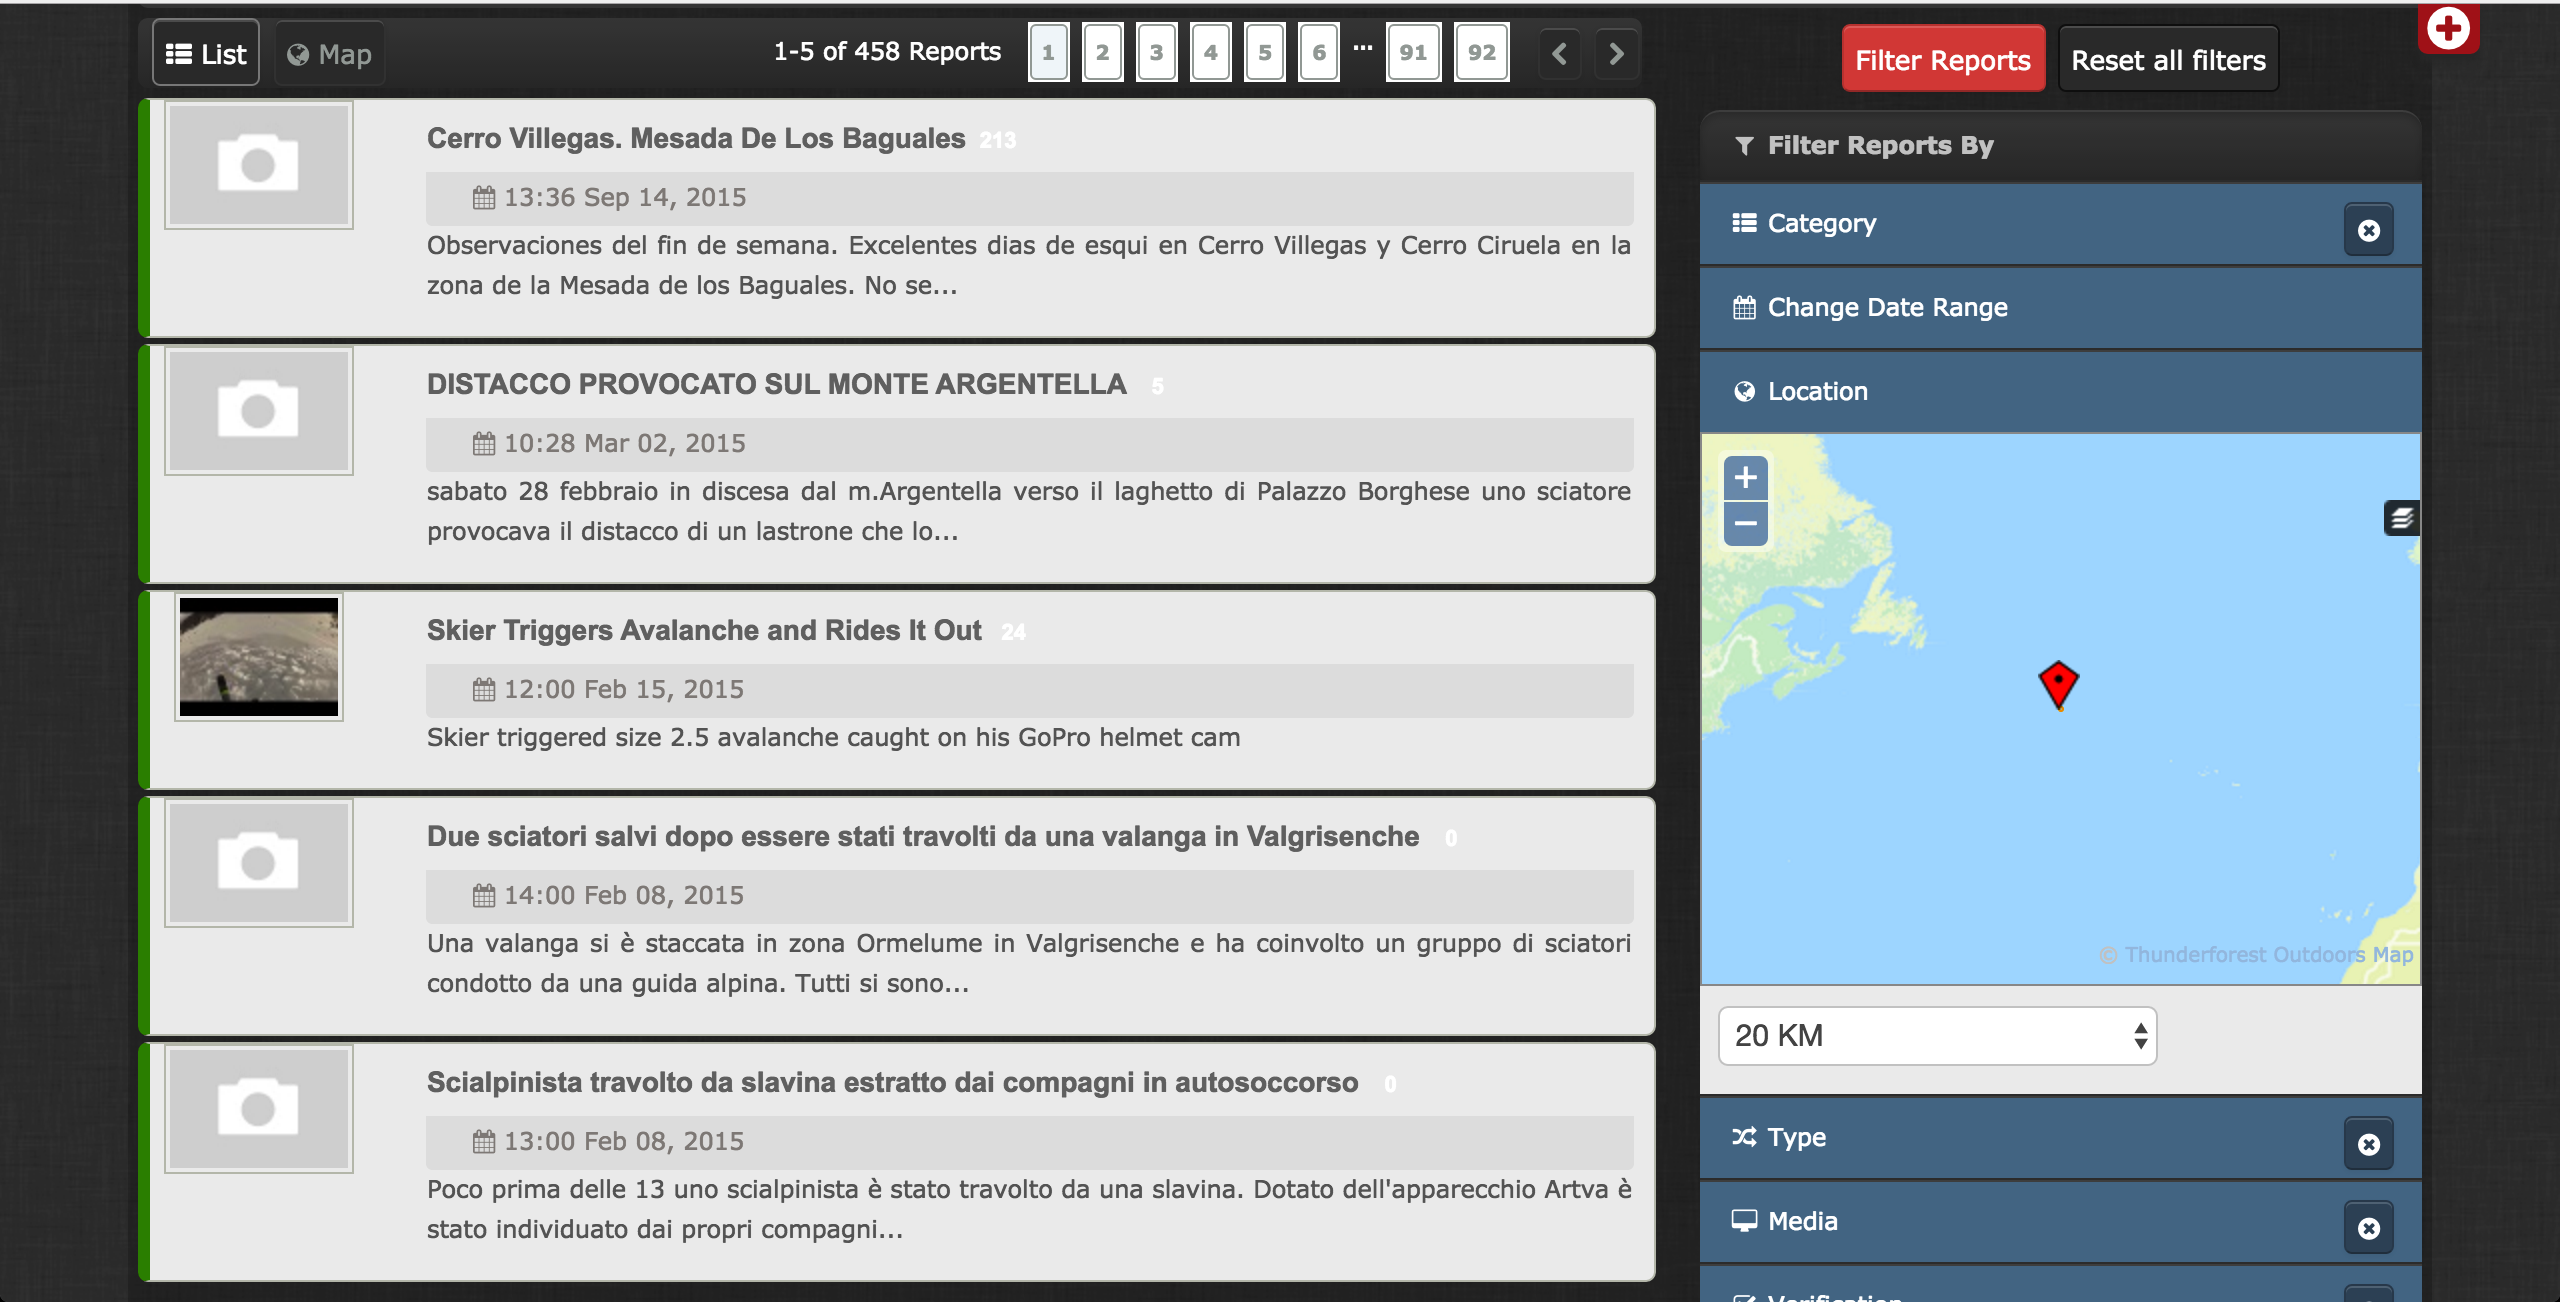 List
Map
1-5 of 458 Reports
1
2
3
4
5
6
...
91
92
Cerro Villegas. Mesada De Los Baguales 213
13:36 Sep 14, 2015
Observaciones del fin de semana. Excelentes dias de esqui en Cerro Villegas y Cerro Ciruela en la
zona de la Mesada de los Baguales. No se...
DISTACCO PROVOCATO SUL MONTE ARGENTELLA 5
10:28 Mar 02, 2015
sabato 28 febbraio in discesa dal m.Argentella verso il laghetto di Palazzo Borghese uno sciatore
provocava il distacco di un lastrone che lo...
Skier Triggers Avalanche and Rides It Out 24
12:00 Feb 15, 2015
Skier triggered size 2.5 avalanche caught on his GoPro helmet cam
Due sciatori salvi dopo essere stati travolti da una valanga in Valgrisenche 0
14:00 Feb 08, 2015
Una valanga si è staccata in zona Ormelume in Valgrisenche e ha coinvolto un gruppo di sciatori
condotto da una guida alpina. Tutti si sono...
Scialpinista travolto da slavina estratto dai compagni in autosoccorso 0
13:00 Feb 08, 2015
Poco prima delle 13 uno scialpinista è stato travolto da una slavina. Dotato dell'apparecchio Artva è
stato individuato dai propri compagni...
Filter Reports
Reset all filters
Filter Reports By
Category
Change Date Range
Location
+
−
© Thunderforest Outdoors Map
20 KM
Type
Media
Verification